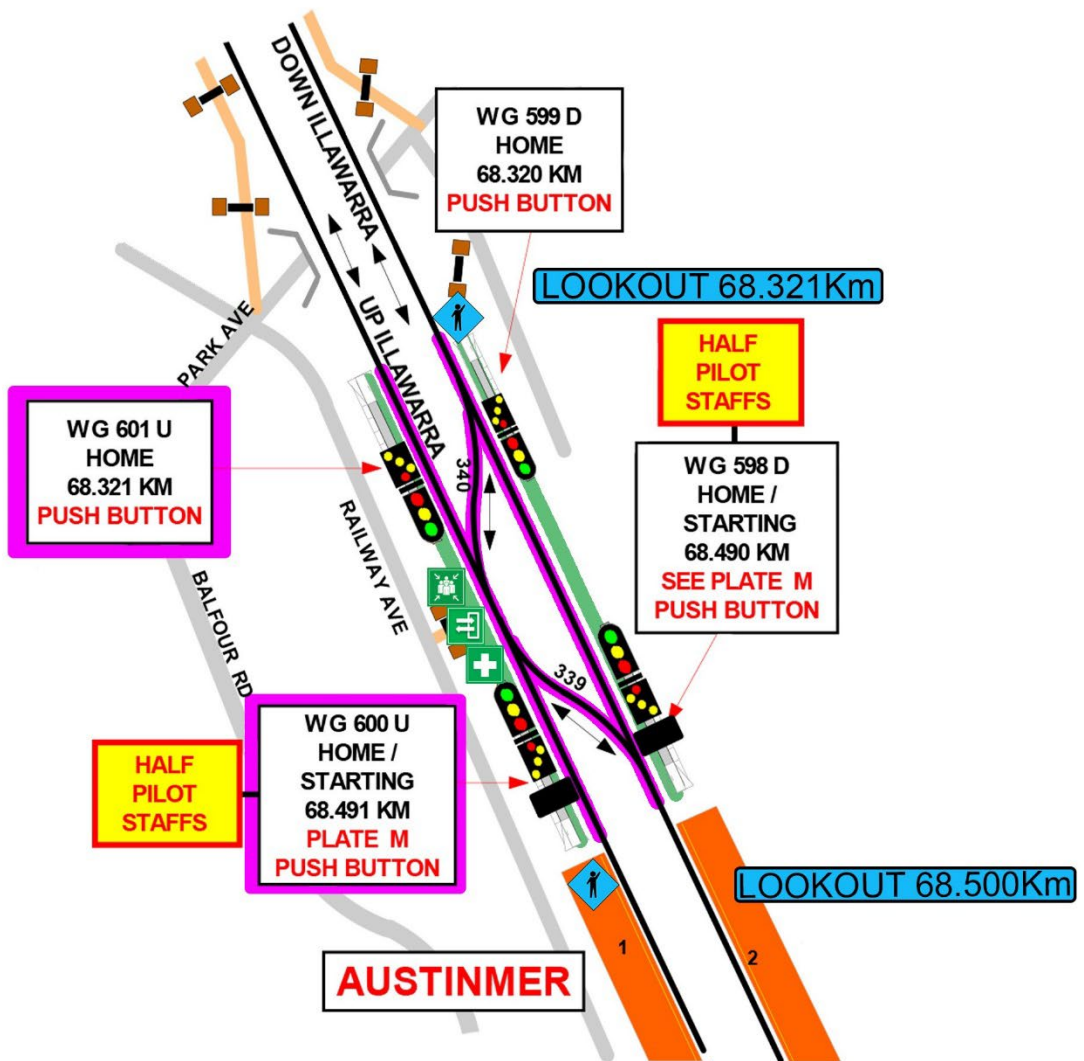 DOWN ILLAWARRA
WG 599 D
HOME
68.320 KM
PUSH BUTTON
LOOKOUT 68.321Km
UP ILLAWARRA
PARK AVE
HALF
PILOT
STAFFS
WG 601 U
HOME
68.321 KM
PUSH BUTTON
340
WG 598 D
HOME /
STARTING
68.490 KM
SEE PLATE M
PUSH BUTTON
RAILWAY AVE
BALFOUR RD
339
WG 600 U
HOME /
STARTING
68.491 KM
PLATE M
PUSH BUTTON
HALF
PILOT
STAFFS
LOOKOUT 68.500Km
1
2
AUSTINMER